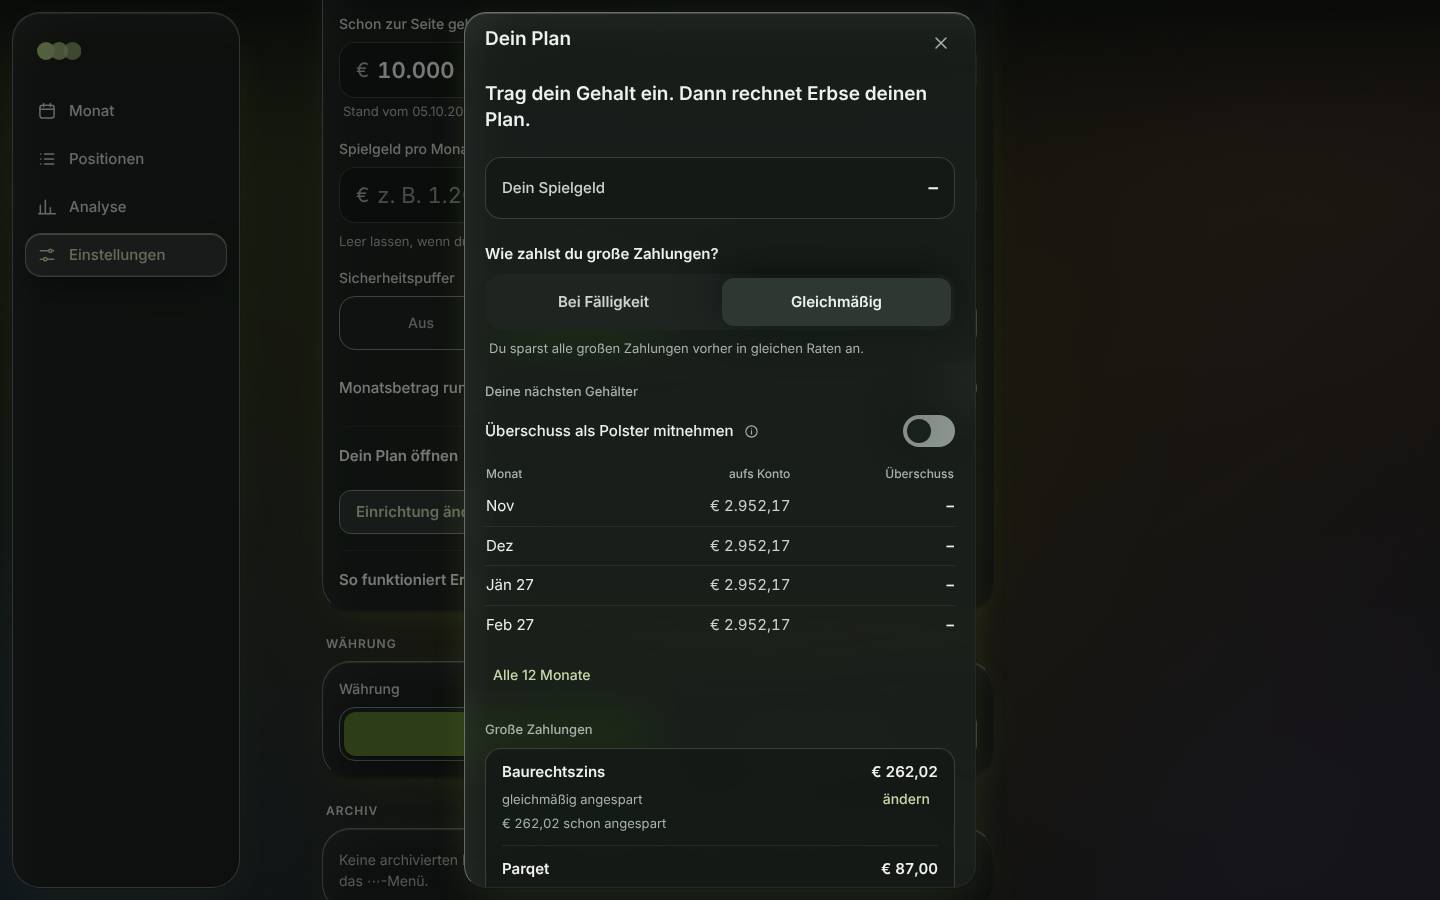 Monat
Positionen
Analyse
Einstellungen
Schon zur Seite
€ 10.000
Stand vom 05.10.20
Spielgeld pro Mona
€ z. B. 1.2
Leer lassen, wenn
Sicherheitspuffer
Aus
Monatsbetrag
Dein Plan öffnen
Einrichtung
So funktioniert
WÄHRUNG
Währung
ARCHIV
Keine archivierten
das ···-Menü.
Dein Plan
Trag dein Gehalt ein. Dann rechnet Erbse deinen
Plan.
Dein Spielgeld –
Wie zahlst du große Zahlungen?
Bei Fälligkeit Gleichmäßig
Du sparst alle großen Zahlungen vorher in gleichen Raten an.
Deine nächsten Gehälter
Überschuss als Polster mitnehmen
Monat aufs Konto Überschuss
Nov € 2.952,17 –
Dez € 2.952,17 –
Jän 27 € 2.952,17 –
Feb 27 € 2.952,17 –
Alle 12 Monate
Große Zahlungen
Baurechtszins € 262,02
gleichmäßig angespart ändern
€ 262,02 schon angespart
Parqet € 87,00